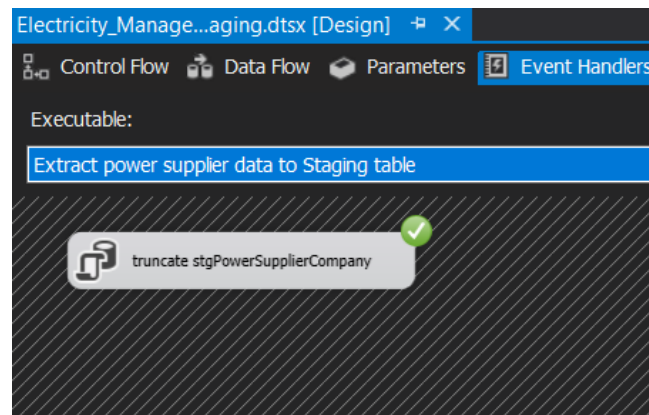 Electricity_Manage...aging.dtsx [Design]
Control Flow Data Flow Parameters Event Handlers
Executable:
Extract power supplier data to Staging table
truncate stgPowerSupplierCompany